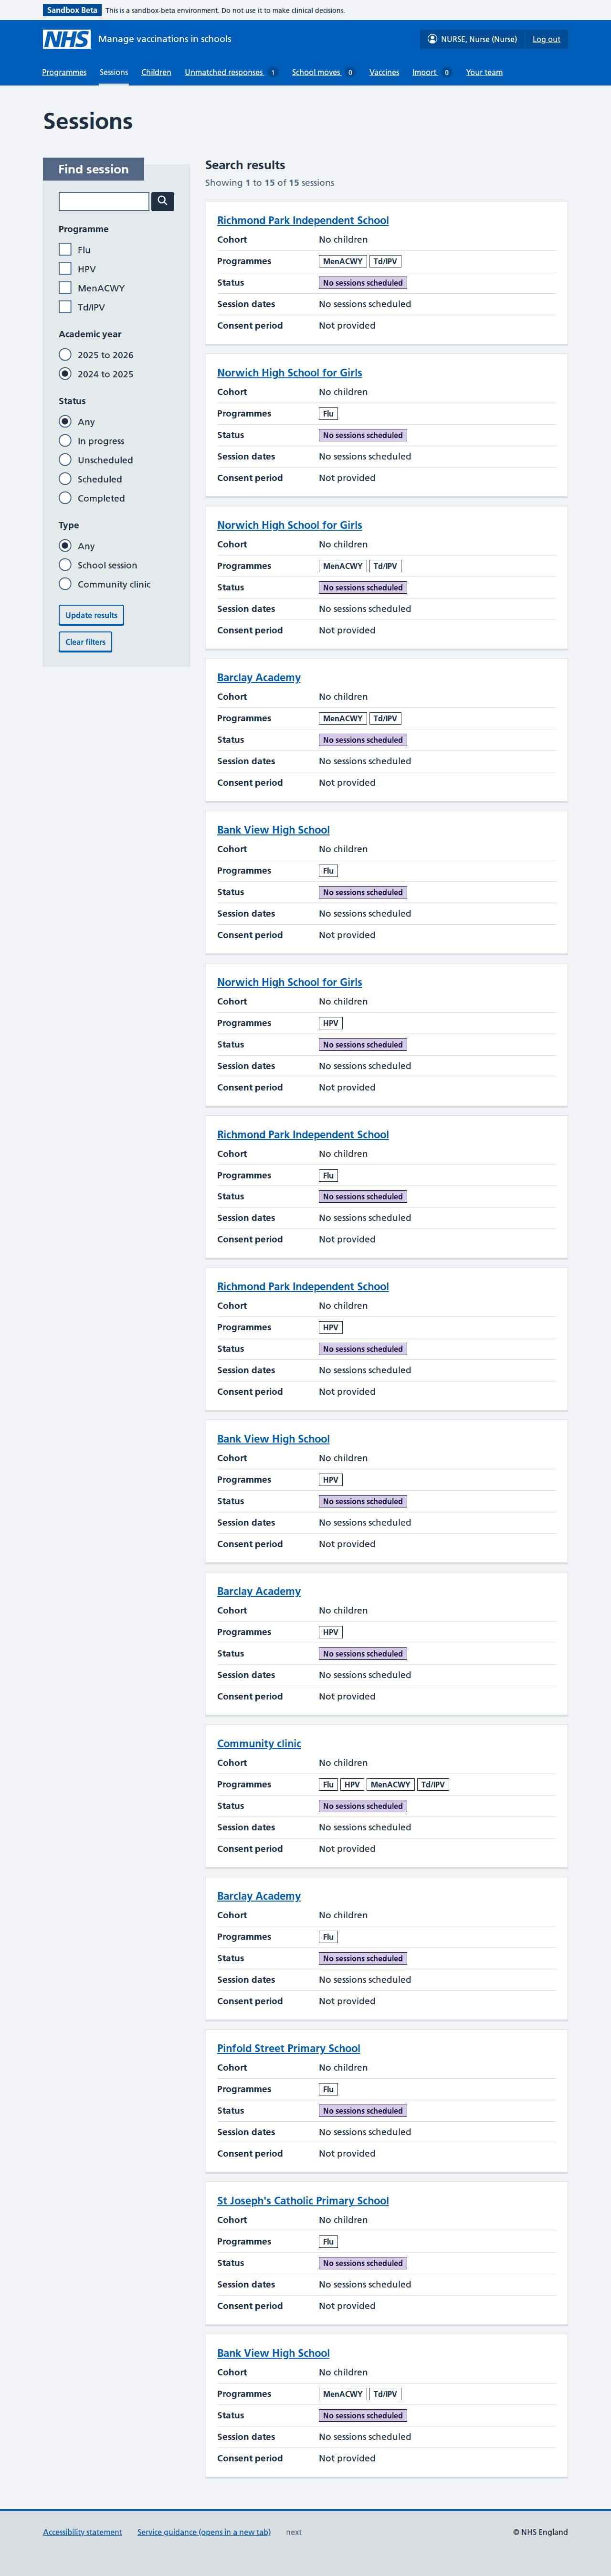 Sandbox Beta This is a sandbox-beta environment. Do not use it to make clinical decisions.
NHS Manage vaccinations in schools NURSE, Nurse (Nurse) Log out
Programmes Sessions Children Unmatched responses 1 School moves 0 Vaccines Import 0 Your team
Sessions
Find session
Programme
Flu
HPV
MenACWY
Td/IPV
Academic year
2025 to 2026
2024 to 2025
Status
Any
In progress
Unscheduled
Scheduled
Completed
Type
Any
School session
Community clinic
Update results
Clear filters
Search results
Showing 1 to 15 of 15 sessions
Richmond Park Independent School
Cohort No children
Programmes MenACWY Td/IPV
Status No sessions scheduled
Session dates No sessions scheduled
Consent period Not provided
Norwich High School for Girls
Cohort No children
Programmes Flu
Status No sessions scheduled
Session dates No sessions scheduled
Consent period Not provided
Norwich High School for Girls
Cohort No children
Programmes MenACWY Td/IPV
Status No sessions scheduled
Session dates No sessions scheduled
Consent period Not provided
Barclay Academy
Cohort No children
Programmes MenACWY Td/IPV
Status No sessions scheduled
Session dates No sessions scheduled
Consent period Not provided
Bank View High School
Cohort No children
Programmes Flu
Status No sessions scheduled
Session dates No sessions scheduled
Consent period Not provided
Norwich High School for Girls
Cohort No children
Programmes HPV
Status No sessions scheduled
Session dates No sessions scheduled
Consent period Not provided
Richmond Park Independent School
Cohort No children
Programmes Flu
Status No sessions scheduled
Session dates No sessions scheduled
Consent period Not provided
Richmond Park Independent School
Cohort No children
Programmes HPV
Status No sessions scheduled
Session dates No sessions scheduled
Consent period Not provided
Bank View High School
Cohort No children
Programmes HPV
Status No sessions scheduled
Session dates No sessions scheduled
Consent period Not provided
Barclay Academy
Cohort No children
Programmes HPV
Status No sessions scheduled
Session dates No sessions scheduled
Consent period Not provided
Community clinic
Cohort No children
Programmes Flu HPV MenACWY Td/IPV
Status No sessions scheduled
Session dates No sessions scheduled
Consent period Not provided
Barclay Academy
Cohort No children
Programmes Flu
Status No sessions scheduled
Session dates No sessions scheduled
Consent period Not provided
Pinfold Street Primary School
Cohort No children
Programmes Flu
Status No sessions scheduled
Session dates No sessions scheduled
Consent period Not provided
St Joseph's Catholic Primary School
Cohort No children
Programmes Flu
Status No sessions scheduled
Session dates No sessions scheduled
Consent period Not provided
Bank View High School
Cohort No children
Programmes MenACWY Td/IPV
Status No sessions scheduled
Session dates No sessions scheduled
Consent period Not provided
Accessibility statement Service guidance (opens in a new tab) next © NHS England